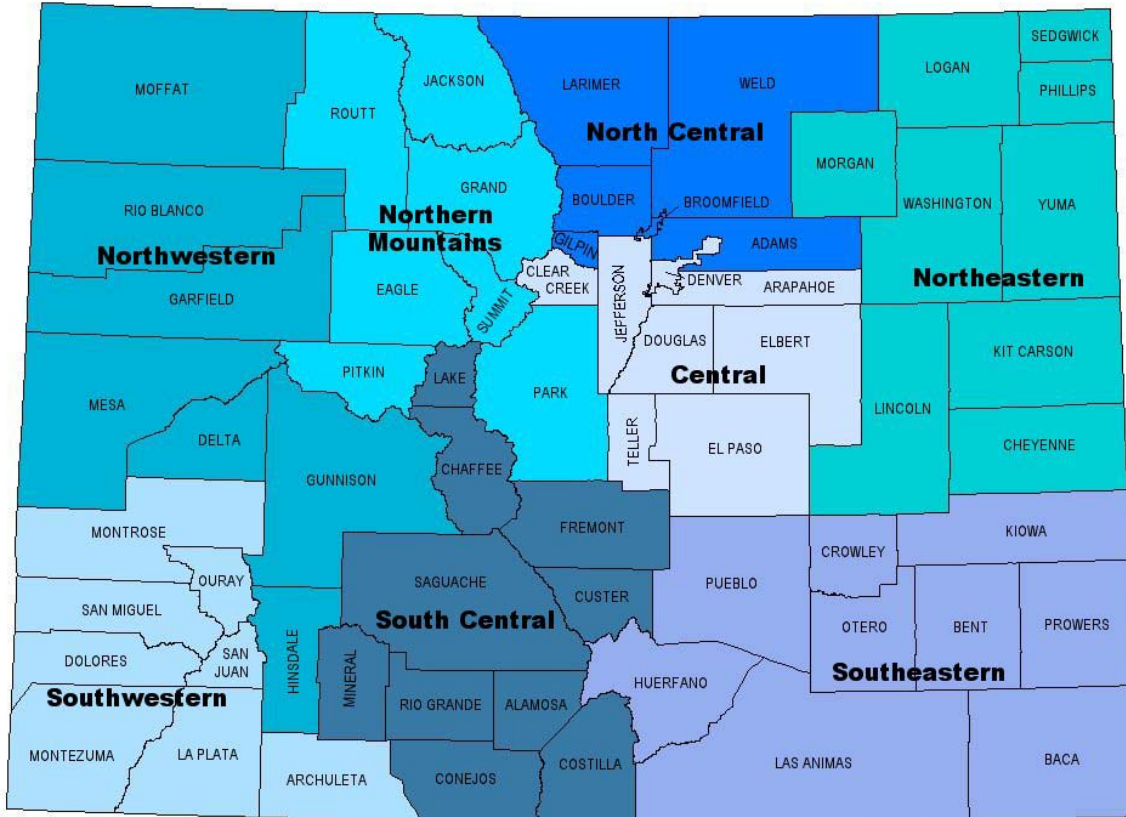 SEDGWICK
LOGAN
JACKSON
MOFFAT
LARIMER
WELD
PHILLIPS
ROUTT
North Central
MORGAN
GRAND
RIO BLANCO
BOULDER
BROOMFIELD
WASHINGTON
YUMA
Northern
Mountains
Northwestern
GILPIN
ADAMS
CLEAR
CREEK
DENVER
Northeastern
EAGLE
GARFIELD
ARAPAHOE
SUMMIT
JEFFERSON
DOUGLAS
ELBERT
KIT CARSON
PITKIN
LAKE
Central
MESA
PARK
LINCOLN
DELTA
TELLER
EL PASO
CHEYENNE
CHAFFEE
GUNNISON
MONTROSE
FREMONT
KIOWA
CROWLEY
OURAY
SAGUACHE
PUEBLO
CUSTER
SAN MIGUEL
South Central
OTERO
BENT
PROWERS
SAN
JUAN
DOLORES
HINSDALE
MINERAL
Southeastern
HUERFANO
Southwestern
RIO GRANDE
ALAMOSA
MONTEZUMA
LA PLATA
COSTILLA
LAS ANIMAS
BACA
ARCHULETA
CONEJOS